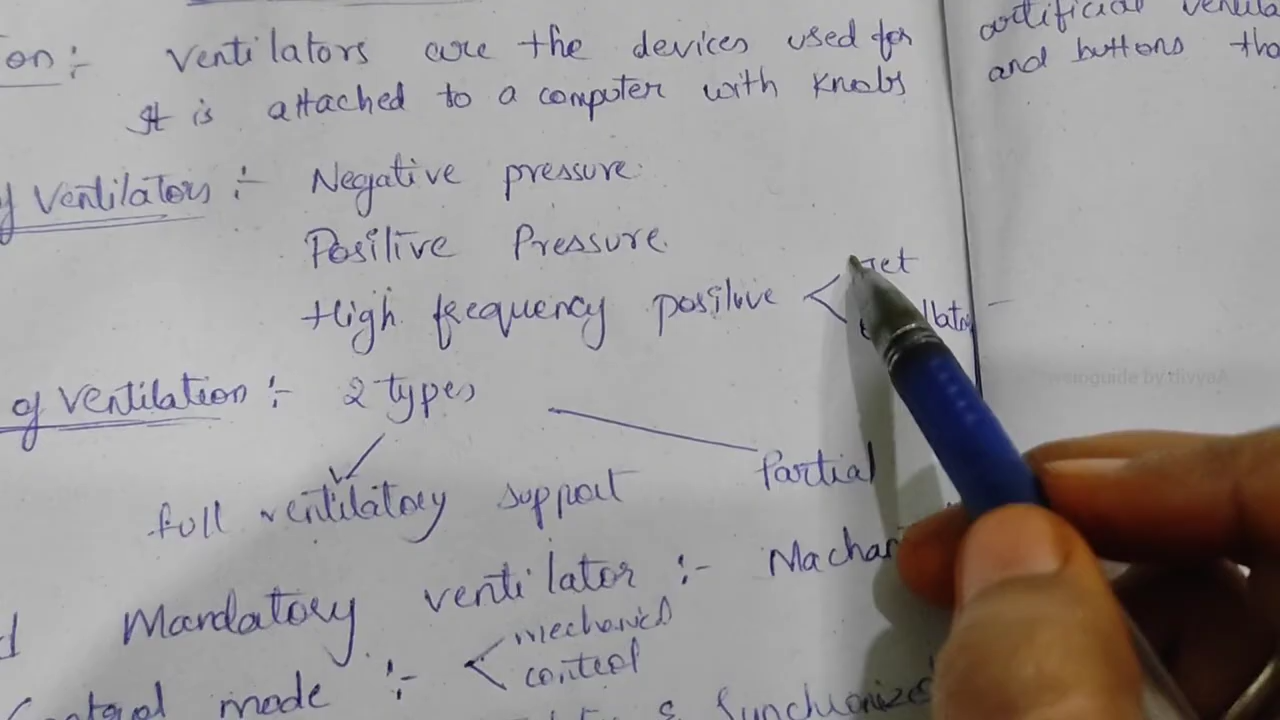 on :- Ventilators are the devices used for artificial
It is attached to a computer with knobs and buttons
of Ventilators :- Negative pressure.
Positive Pressure.
High frequency positive < Jet
of Ventilation :- 2 types
full ventilatory support Partial
Mandatory ventilator :-
mode :- < mechanical
control